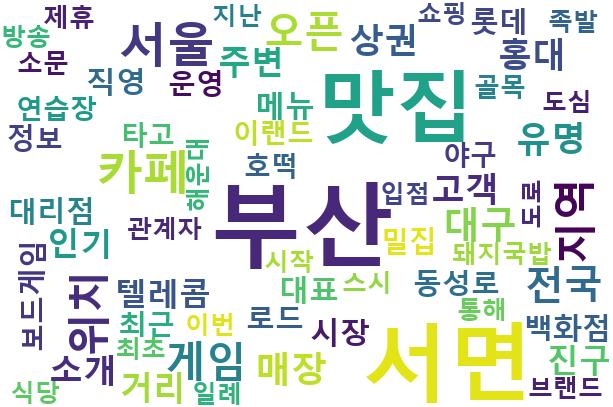 지난
쇼핑
제휴
오픈
롯데
족발
방송
서울
상권
홍대
소문
주변
직영
운영
맛집
골목
연습장
메뉴
도심
정보
타고
이랜드
유명
카페
호떡
야구
해운대
부산
입점
고객
도로
지역
대리점
관계자
대구
인기
밀집
돼지국밥
보드게임
시작
위치
텔레콤
대표
스시
동성로
전국
통해
최근
이번
로드
시장
서면
백화점
최초
게임
매장
진구
소개
식당
거리
일례
브랜드